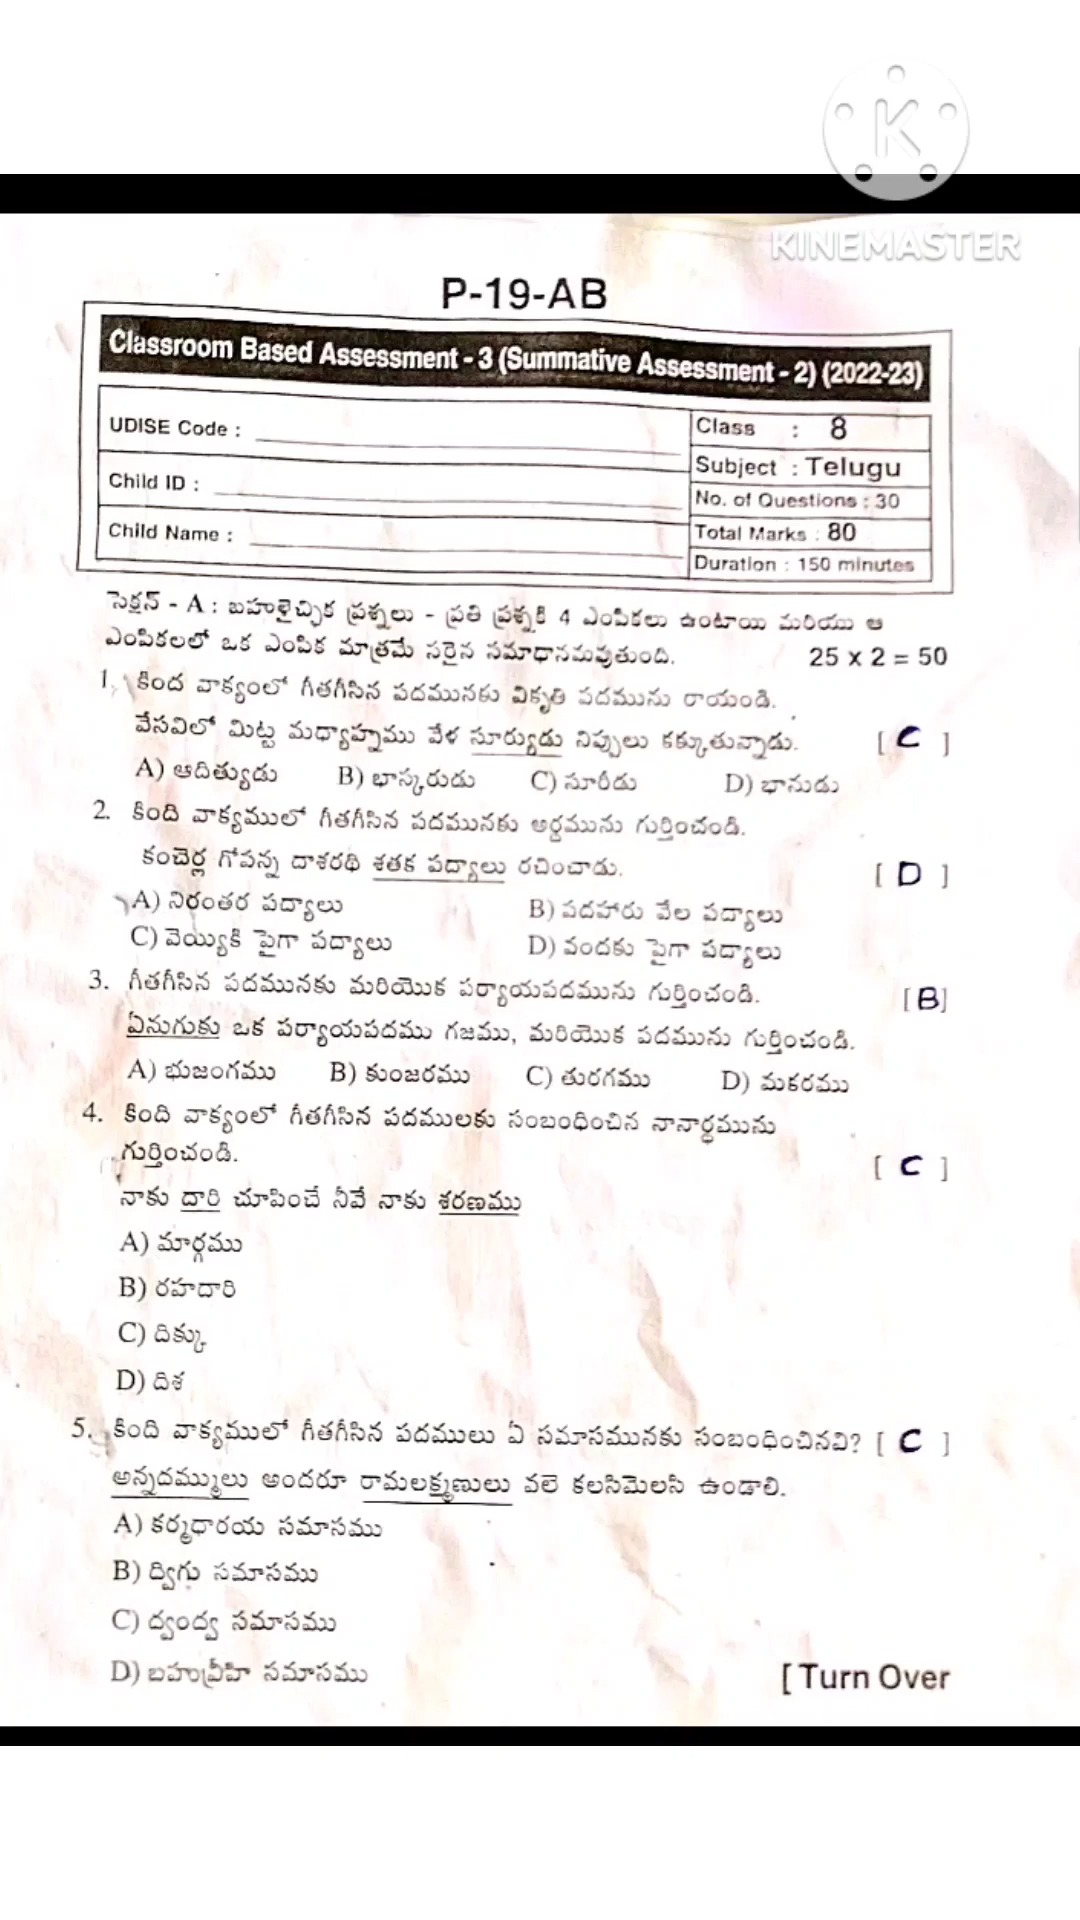 K
KINEMASTER
P-19-AB
Classroom Based Assessment - 3 (Summative Assessment - 2) (2022-23)
UDISE Code :
Class : 8
Subject : Telugu
Child ID :
No. of Questions : 30
Child Name :
Total Marks : 80
Duration : 150 minutes
సెక్షన్ - A : బహుళైచ్ఛిక ప్రశ్నలు - ప్రతి ప్రశ్నకి 4 ఎంపికలు ఉంటాయి మరియు ఆ
ఎంపికలలో ఒక ఎంపిక మాత్రమే సరైన సమాధానమవుతుంది. 25 x 2 = 50
1. కింద వాక్యంలో గీతగీసిన పదమునకు వికృతి పదమును రాయండి.
వేసవిలో మిట్ట మధ్యాహ్నము వేళ సూర్యుడు నిప్పులు కక్కుతున్నాడు. [ C ]
A) ఆదిత్యుడు B) భాస్కరుడు C) సూరీడు D) భానుడు
2. కింది వాక్యములో గీతగీసిన పదమునకు అర్థమును గుర్తించండి.
కంచెర్ల గోపన్న దాశరథి శతక పద్యాలు రచించాడు. [ D ]
A) నిరంతర పద్యాలు B) పదహారు వేల పద్యాలు
C) వెయ్యికి పైగా పద్యాలు D) వందకు పైగా పద్యాలు
3. గీతగీసిన పదమునకు మరియొక పర్యాయపదమును గుర్తించండి. [B]
ఏనుగుకు ఒక పర్యాయపదము గజము, మరియొక పదమును గుర్తించండి.
A) భుజంగము B) కుంజరము C) తురగము D) మకరము
4. కింది వాక్యంలో గీతగీసిన పదములకు సంబంధించిన నానార్థమును
గుర్తించండి. [ C ]
నాకు దారి చూపించే నీవే నాకు శరణము
A) మార్గము
B) రహదారి
C) దిక్కు
D) దిశ
5. కింది వాక్యములో గీతగీసిన పదములు ఏ సమాసమునకు సంబంధించినవి? [ C ]
అన్నదమ్ములు అందరూ రామలక్ష్మణులు వలె కలసిమెలసి ఉండాలి.
A) కర్మధారయ సమాసము
B) ద్విగు సమాసము
C) ద్వంద్వ సమాసము
D) బహువ్రీహి సమాసము
[ Turn Over